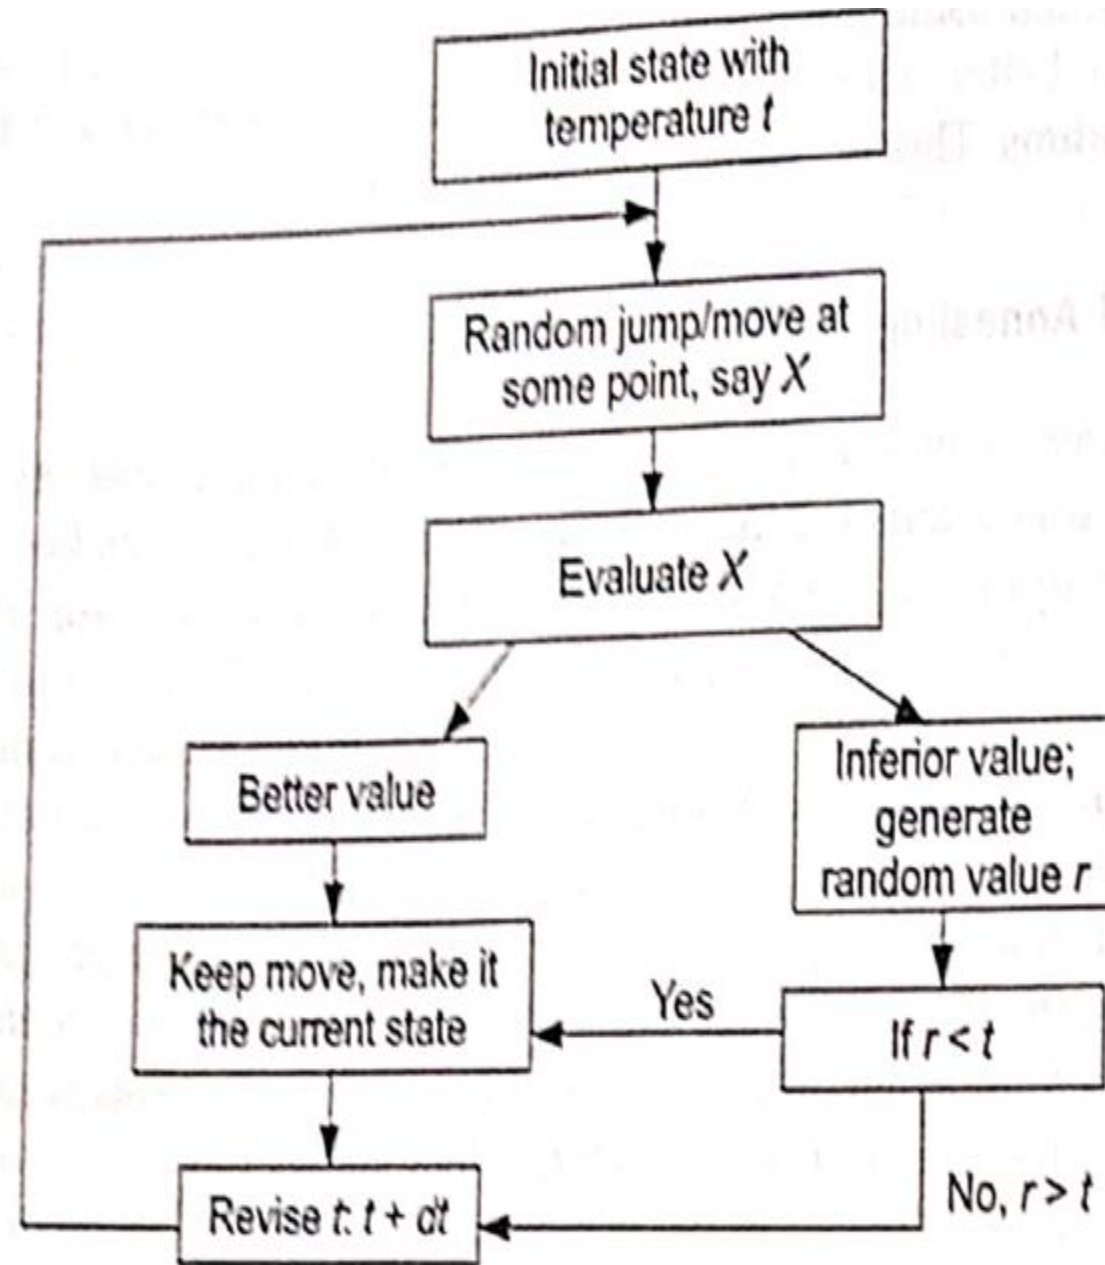 Initial state with
temperature t
Random jump/move at
some point, say X
Evaluate X
Better value
Inferior value;
generate
random value r
Keep move, make it
the current state
Yes
If r < t
No, r > t
Revise t: t + dt